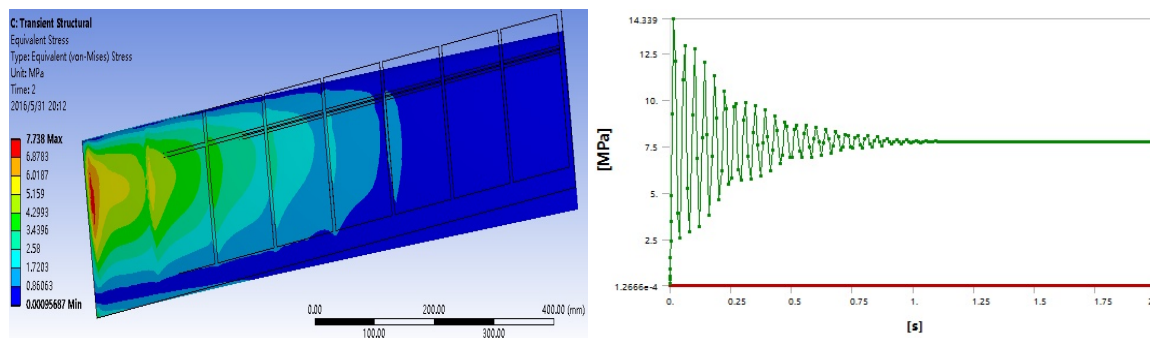 C: Transient Structural
Equivalent Stress
Type: Equivalent (von-Mises) Stress
Unit: MPa
Time: 2
2016/5/31 20:12
7.738 Max
6.8783
6.0187
5.159
4.2993
3.4396
2.58
1.7203
0.86063
0.00095687 Min
0.00 200.00 400.00 (mm)
100.00 300.00
14.339
12.5
10.
7.5
5.
2.5
1.2666e-4
[MPa]
0. 0.25 0.5 0.75 1. 1.25 1.5 1.75 2.
[s]